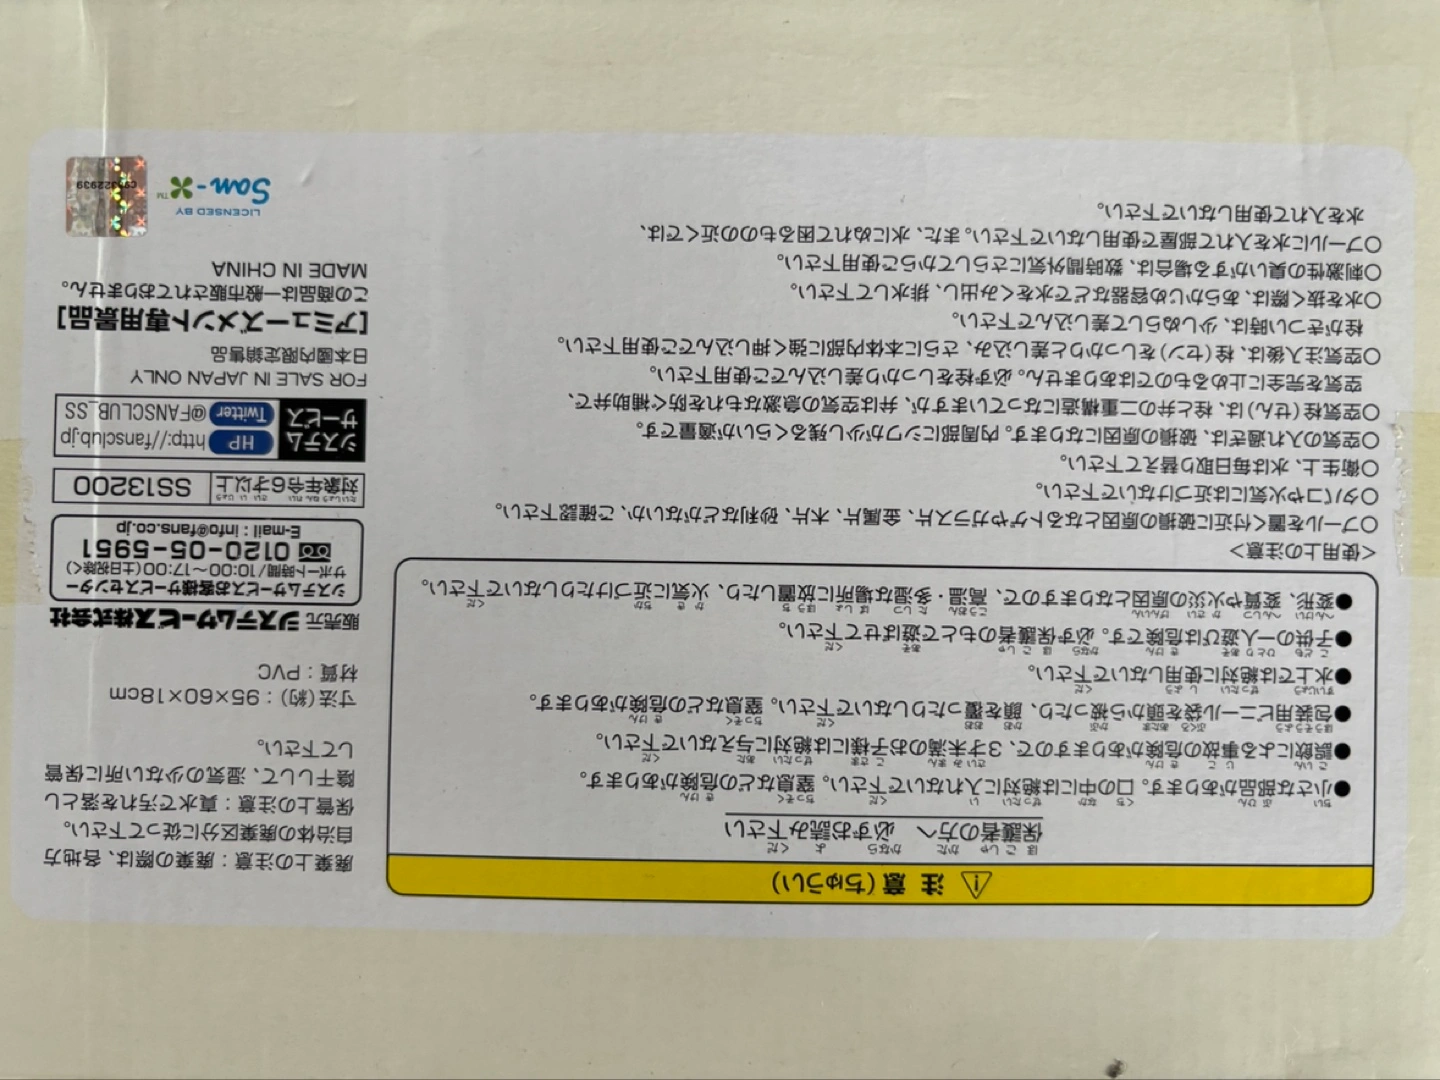 ⚠注 意(ちゅうい)
保護者の方へ 必ずお読み下さい
●小さな部品があります。口の中には絶対に入れないで下さい。窒息などの危険があります。
●誤飲による事故の危険がありますので、3才未満のお子様には絶対に与えないで下さい。
●包装用ビニール袋を頭から被ったり、顔を覆ったりしないで下さい。窒息などの危険があります。
●水上では絶対に使用しないで下さい。
●子供の一人遊びは危険です。必ず保護者のもとで遊ばせて下さい。
●変形、変質や火災の原因となりますので、高温・多湿な場所に放置したり、火気に近づけたりしないで下さい。
<使用上の注意>
○プールを置く付近に破損の原因となるトゲやガラス片、金属片、木片、砂利などがないか、ご確認下さい。
○タバコや火気には近づけないで下さい。
○衛生上、水は毎日取り替えて下さい。
○空気の入れ過ぎは、破損の原因になります。内周部にシワが少し残るくらいが適量です。
○空気栓(せん)は、栓と弁の二重構造になっていますが、弁は空気の急激なもれを防ぐ補助弁で、
空気を完全に止めるものではありません。必ず栓をしっかり差し込んでご使用下さい。
○空気注入後は、栓(セン)をしっかりと差し込み、さらに本体内部に強く押し込んでご使用下さい。
栓がきつい時は、少しぬらして差し込んで下さい。
○水を抜く際は、あらかじめ容器などで水をくみ出し、排水して下さい。
○刺激性の臭いがする場合は、数時間外気にさらしてからご使用下さい。
○プールに水を入れて部屋で使用しないで下さい。また、水にぬれて困るものの近くでは、
水を入れて使用しないで下さい。
廃棄上の注意：廃棄の際は、各地方
自治体の廃棄区分に従って下さい。
保管上の注意：真水で汚れを落とし
陰干しして、湿気の少ない所に保管
して下さい。
寸法(約)：95×60×18cm
材質：PVC
販売元 システムサービス株式会社
システムサービスお客様サービスセンター
サポート時間/10:00〜17:00(土日祝除く)
0120-05-5951
E-mail：info@fans.co.jp
対象年令6才以上 SS13200
システムサービス
HP http://fansclub.jp
Twitter @FANSCLUB_SS
FOR SALE IN JAPAN ONLY
日本國內限定銷售品
[アミューズメント専用景品]
この商品は一般市販されておりません。
MADE IN CHINA
LICENSED BY
San-X™